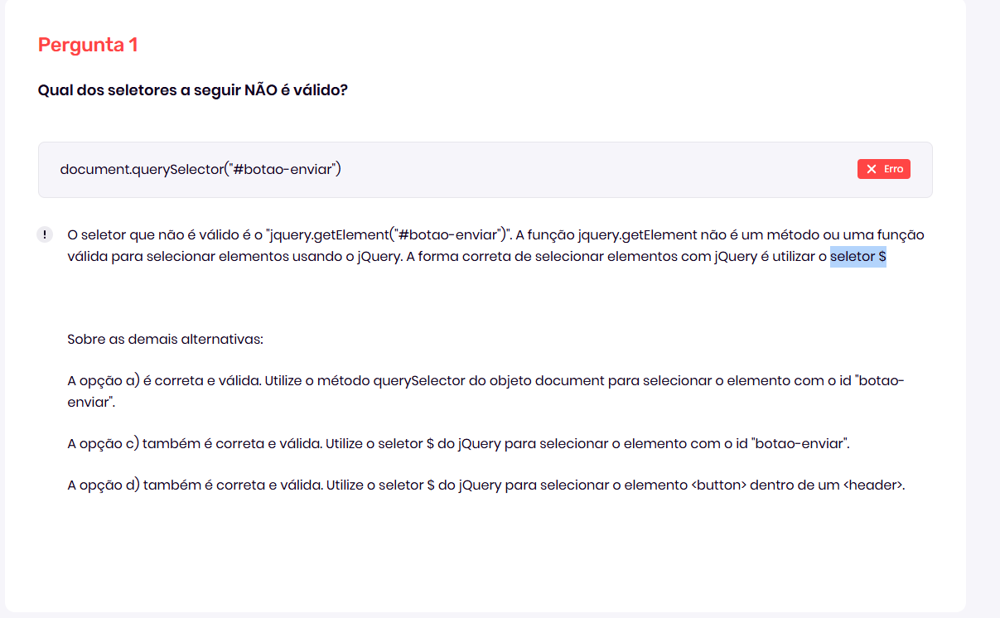 Pergunta 1
Qual dos seletores a seguir NÃO é válido?
document.querySelector("#botao-enviar")
Erro
! O seletor que não é válido é o "jquery.getElement("#botao-enviar")". A função jquery.getElement não é um método ou uma função
válida para selecionar elementos usando o jQuery. A forma correta de selecionar elementos com jQuery é utilizar o seletor $
Sobre as demais alternativas:
A opção a) é correta e válida. Utilize o método querySelector do objeto document para selecionar o elemento com o id "botao-
enviar".
A opção c) também é correta e válida. Utilize o seletor $ do jQuery para selecionar o elemento com o id "botao-enviar".
A opção d) também é correta e válida. Utilize o seletor $ do jQuery para selecionar o elemento <button> dentro de um <header>.